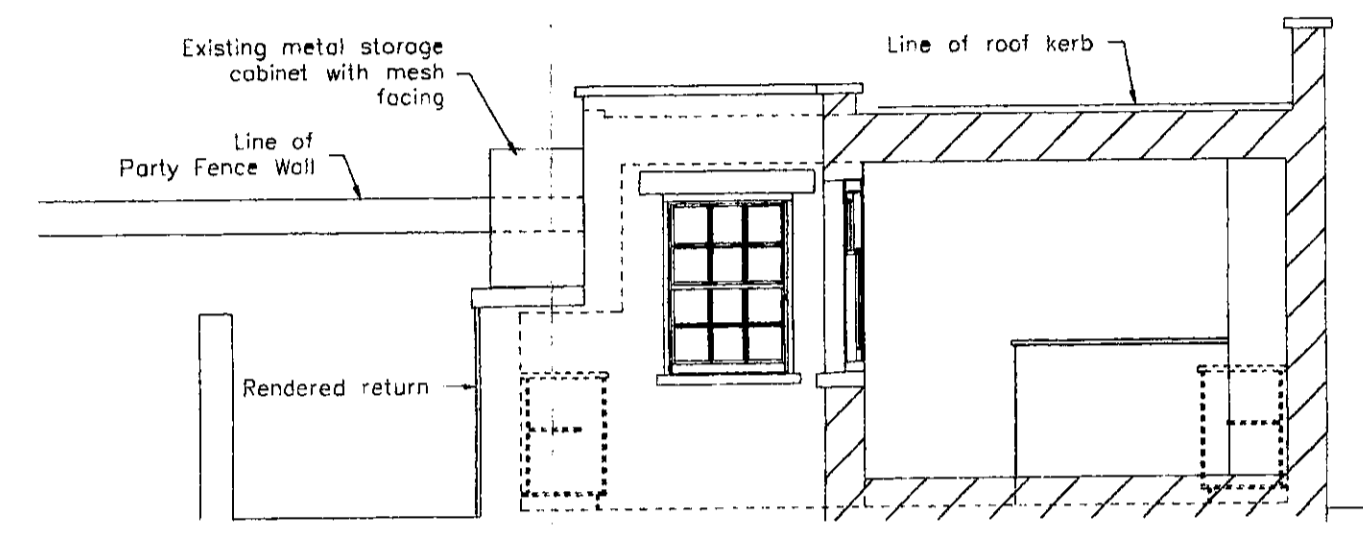 Existing metal storage
cabinet with mesh
facing
Line of roof kerb
Line of
Party Fence Wall
Rendered return